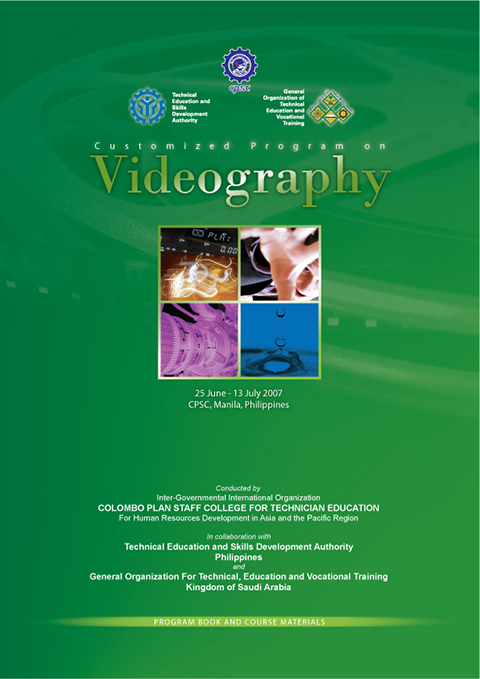 cpsc
Technical
Education and
Skills
Development
Authority
General
Organization of
Technical
Education and
Vocational
Training
Customized Program on
Videography
PLAT
0.00
25 June - 13 July 2007
CPSC, Manila, Philippines
Conducted by
Inter-Governmental International Organization
COLOMBO PLAN STAFF COLLEGE FOR TECHNICIAN EDUCATION
For Human Resources Development in Asia and the Pacific Region
In collaboration with
Technical Education and Skills Development Authority
Philippines
and
General Organization For Technical, Education and Vocational Training
Kingdom of Saudi Arabia
PROGRAM BOOK AND COURSE MATERIALS